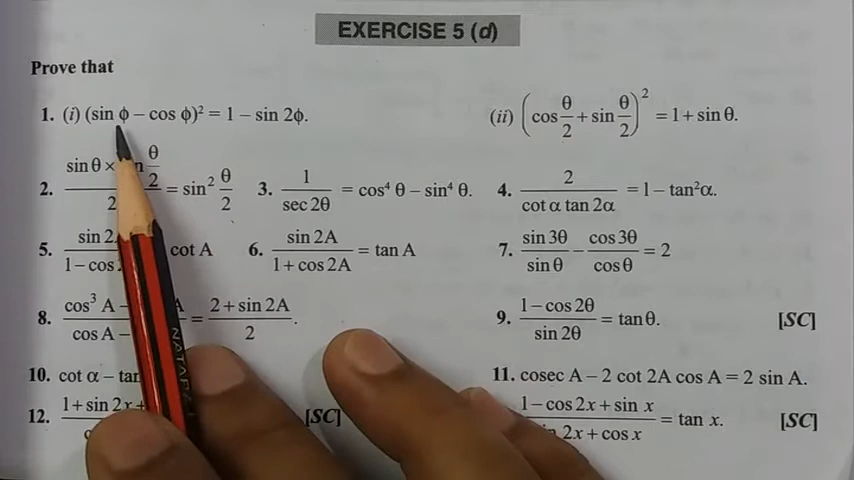 EXERCISE 5 (d)
Prove that
1. (i) (sin ϕ – cos ϕ)² = 1 – sin 2ϕ. (ii) (cos θ/2 + sin θ/2)² = 1 + sin θ.
2. sin θ × θ/2 / 2 = sin² θ/2 3. 1/sec 2θ = cos⁴ θ – sin⁴ θ. 4. 2/cot α tan 2α = 1 – tan²α.
5. sin 2 / 1 – cos cot A 6. sin 2A / 1 + cos 2A = tan A 7. sin 3θ / sin θ – cos 3θ / cos θ = 2
8. cos³ A – A / cos A – = 2 + sin 2A / 2. 9. 1 – cos 2θ / sin 2θ = tan θ. [SC]
10. cot α – tan 11. cosec A – 2 cot 2A cos A = 2 sin A.
12. 1 + sin 2x + [SC] 1 – cos 2x + sin x / 2x + cos x = tan x. [SC]
NATARAJ